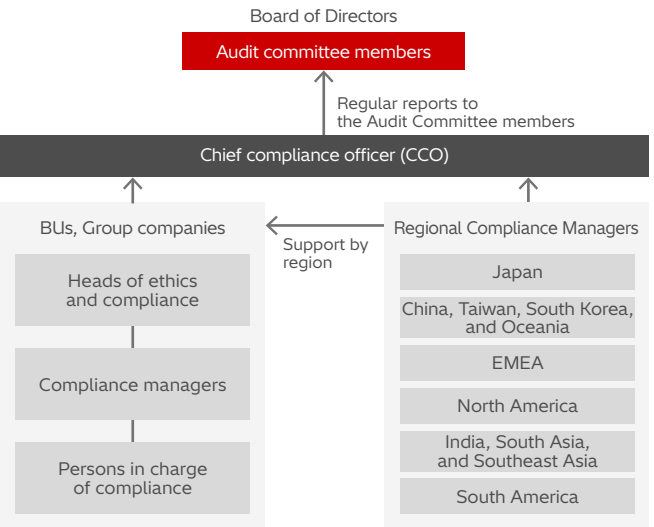 Board of Directors
Audit committee members
Regular reports to
the Audit Committee members
Chief compliance officer (CCO)
BUs, Group companies
Heads of ethics
and compliance
Compliance managers
Persons in charge
of compliance
Support by
region
Regional Compliance Managers
Japan
China, Taiwan, South Korea,
and Oceania
EMEA
North America
India, South Asia,
and Southeast Asia
South America